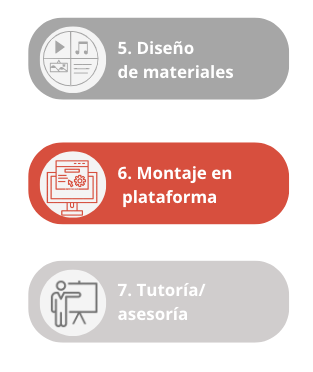 5. Diseño
de materiales
6. Montaje en
plataforma
7. Tutoría/
asesoría